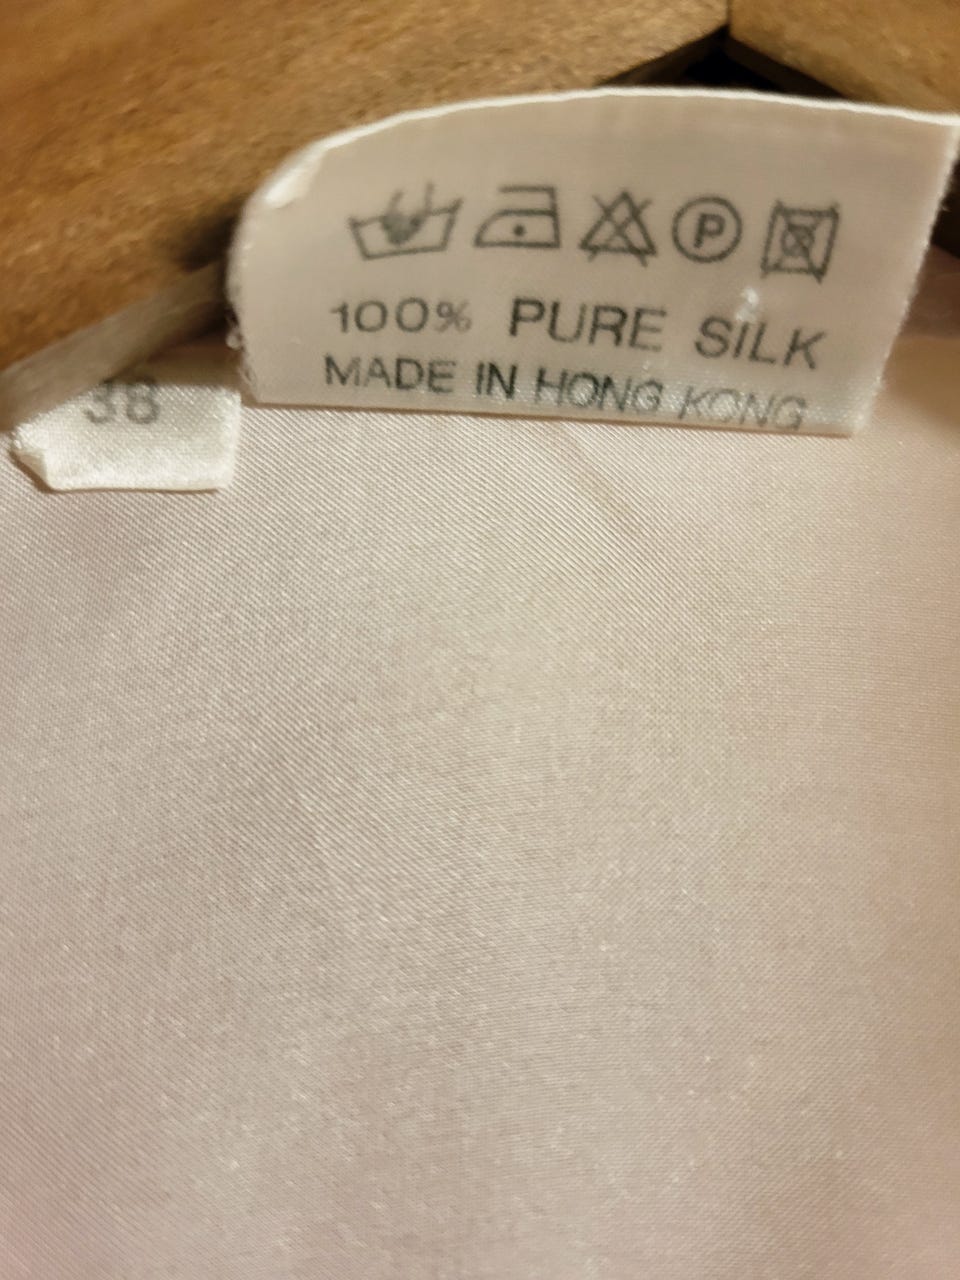 P
100% PURE SILK
MADE IN HONG KONG
38